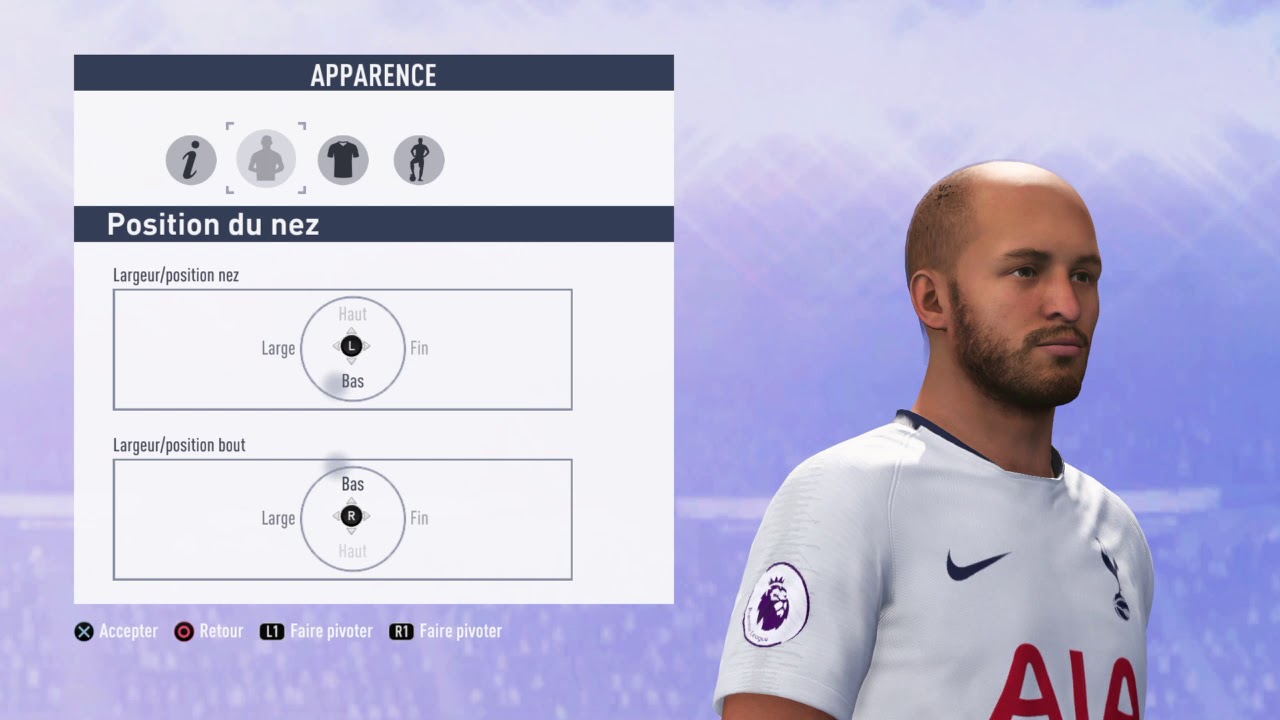 APPARENCE
i
Position du nez
Largeur/position nez
Haut
Large
L
Fin
Bas
Largeur/position bout
Bas
Large
R
Fin
Haut
Accepter
Retour
L1 Faire pivoter
R1 Faire pivoter
AIA